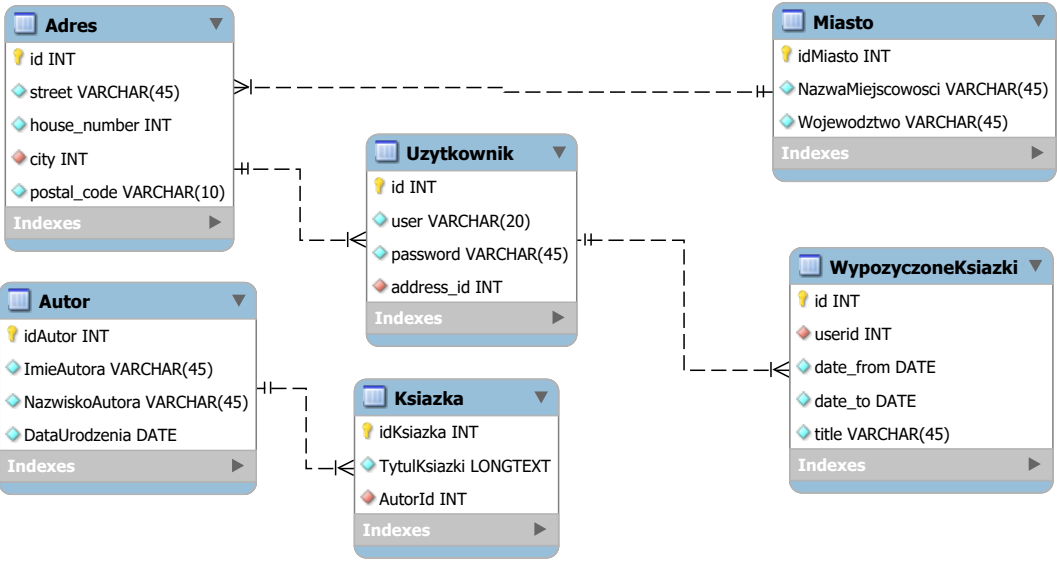 Adres
id INT
street VARCHAR(45)
house_number INT
city INT
postal_code VARCHAR(10)
Indexes
Miasto
idMiasto INT
NazwaMiejscowosci VARCHAR(45)
Wojewodztwo VARCHAR(45)
Indexes
Uzytkownik
id INT
user VARCHAR(20)
password VARCHAR(45)
address_id INT
Indexes
WypozyczoneKsiazki
id INT
userid INT
date_from DATE
date_to DATE
title VARCHAR(45)
Indexes
Autor
idAutor INT
ImieAutora VARCHAR(45)
NazwiskoAutora VARCHAR(45)
DataUrodzenia DATE
Indexes
Ksiazka
idKsiazka INT
TytulKsiazki LONGTEXT
AutorId INT
Indexes